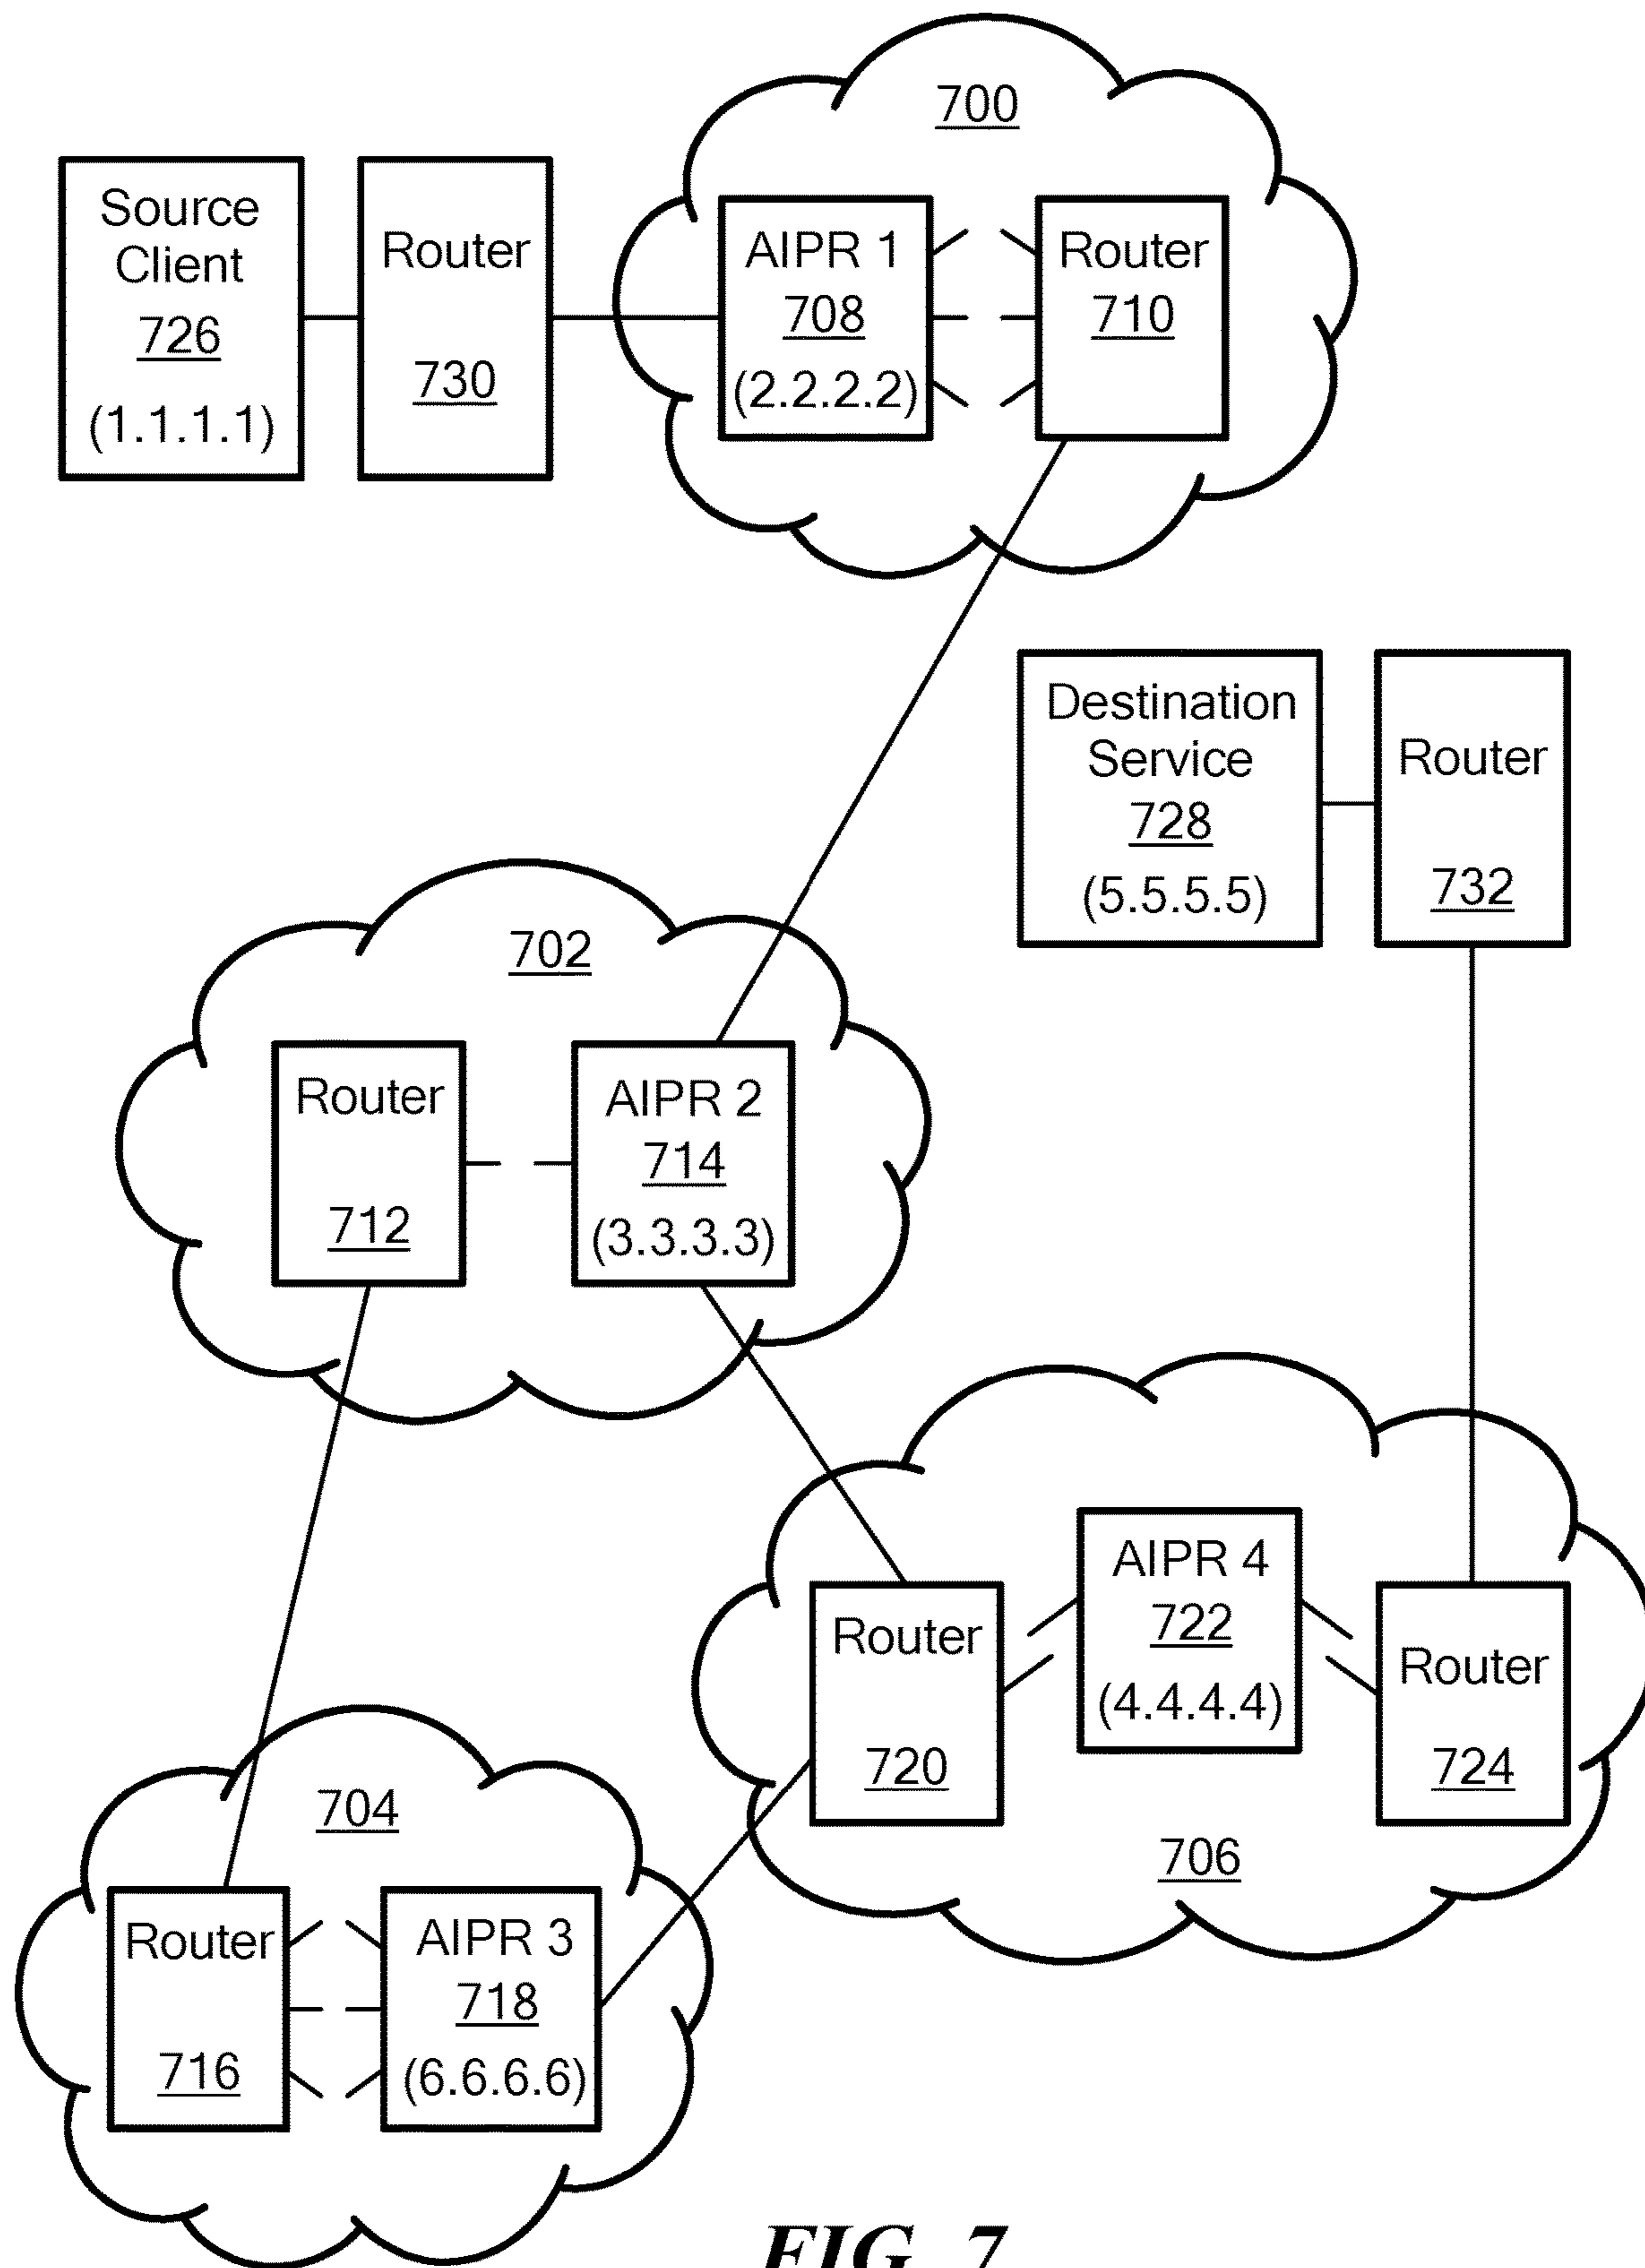 700
Source
Client
726
(1.1.1.1)
Router
730
AIPR 1
708
(2.2.2.2)
Router
710
Destination
Service
728
(5.5.5.5)
Router
732
702
Router
712
AIPR 2
714
(3.3.3.3)
AIPR 4
722
(4.4.4.4)
Router
720
Router
724
706
704
Router
716
AIPR 3
718
(6.6.6.6)
FIG. 7